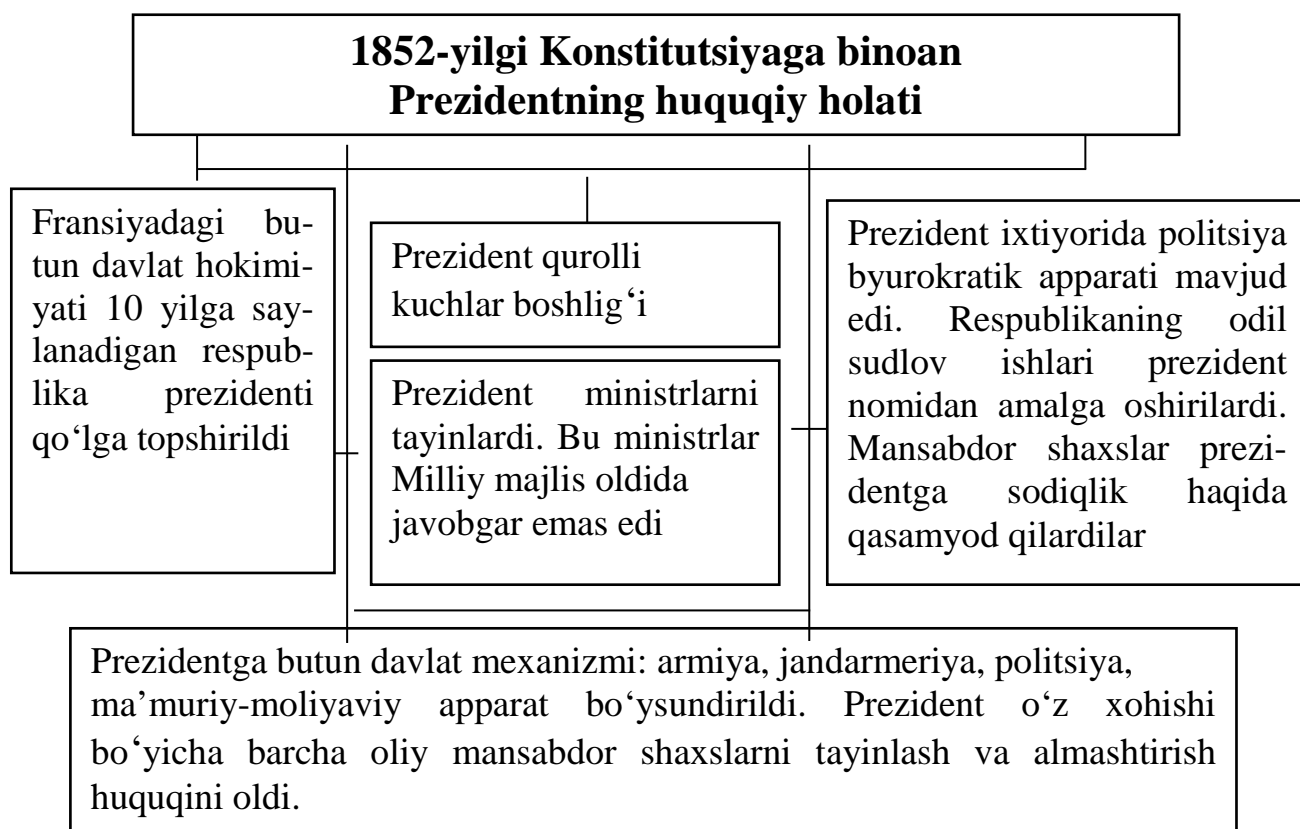 1852-yilgi Konstitutsiyaga binoan
Prezidentning huquqiy holati
Fransiyadagi bu-
tun davlat hokimi-
yati 10 yilga say-
lanadigan respub-
lika prezidenti
qo‘lga topshirildi
Prezident qurolli
kuchlar boshlig‘i
Prezident ministrlarni
tayinlardi. Bu ministrlar
Milliy majlis oldida
javobgar emas edi
Prezident ixtiyorida politsiya
byurokratik apparati mavjud
edi. Respublikaning odil
sudlov ishlari prezident
nomidan amalga oshirilardi.
Mansabdor shaxslar prezi-
dentga sodiqlik haqida
qasamyod qilardilar
Prezidentga butun davlat mexanizmi: armiya, jandarmeriya, politsiya,
ma’muriy-moliyaviy apparat bo‘ysundirildi. Prezident o‘z xohishi
bo‘yicha barcha oliy mansabdor shaxslarni tayinlash va almashtirish
huquqini oldi.